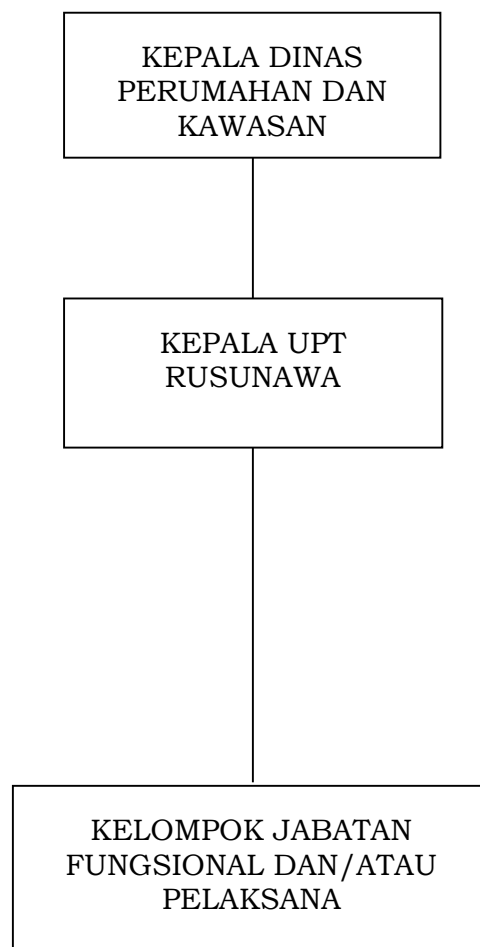 KEPALA DINAS
PERUMAHAN DAN
KAWASAN
KEPALA UPT
RUSUNAWA
KELOMPOK JABATAN
FUNGSIONAL DAN/ATAU
PELAKSANA